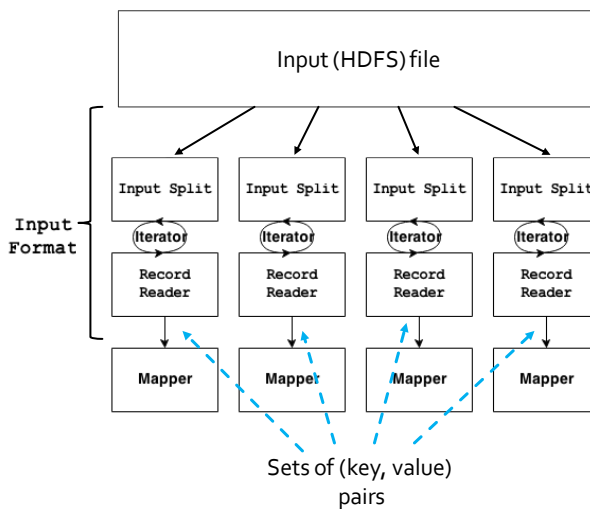 Input (HDFS) file
Input Split Input Split Input Split Input Split
Iterator Iterator Iterator Iterator
Input
Format
Record Record Record Record
Reader Reader Reader Reader
Mapper Mapper Mapper Mapper
Sets of (key, value)
pairs